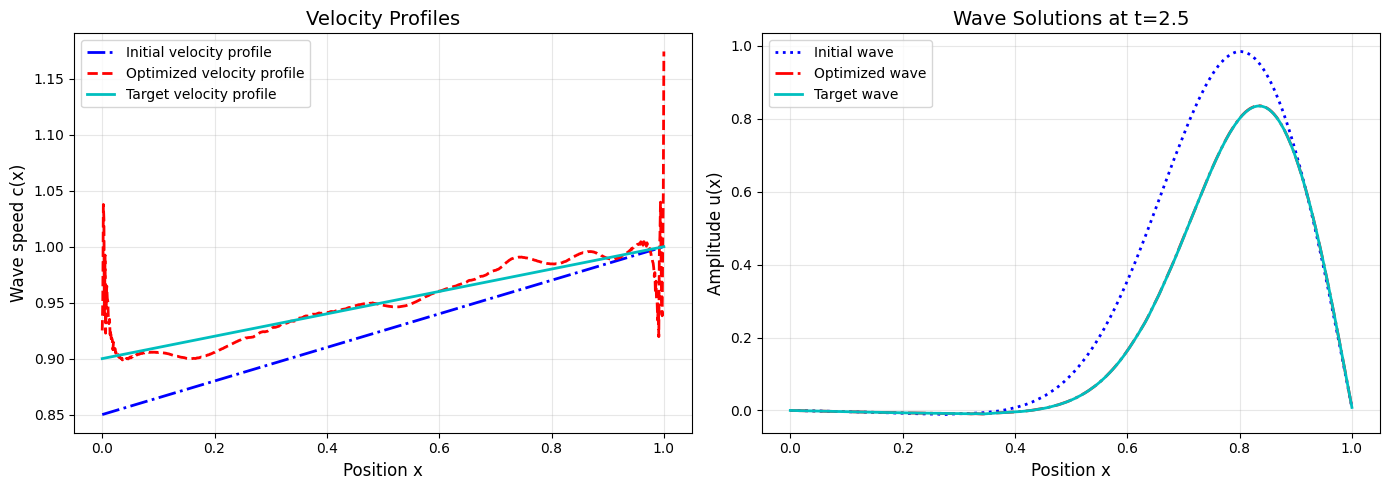 Velocity Profiles
Initial velocity profile
Optimized velocity profile
Target velocity profile
Wave speed c(x)
1.15
1.10
1.05
1.00
0.95
0.90
0.85
0.0 0.2 0.4 0.6 0.8 1.0
Position x
Wave Solutions at t=2.5
Initial wave
Optimized wave
Target wave
Amplitude u(x)
1.0
0.8
0.6
0.4
0.2
0.0
0.0 0.2 0.4 0.6 0.8 1.0
Position x